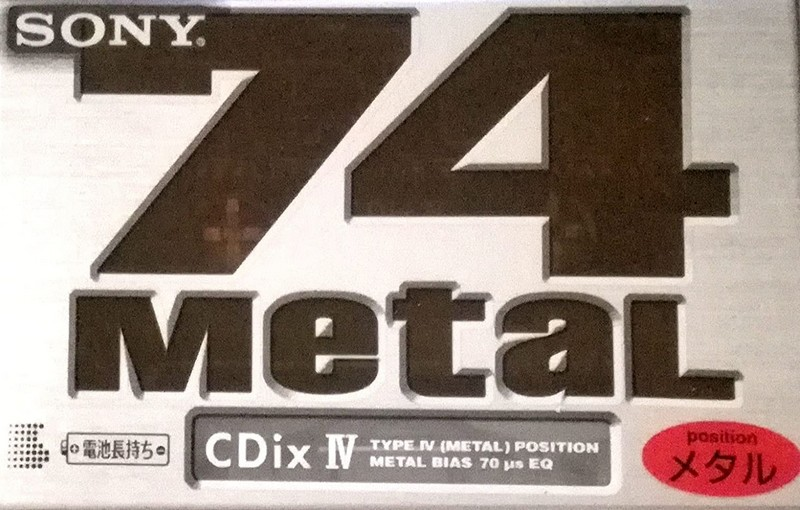 SONY®
74
Metal
電池長持ち
CDix IV
TYPE IV (METAL) POSITION
METAL BIAS 70 µs EQ
position
メタル